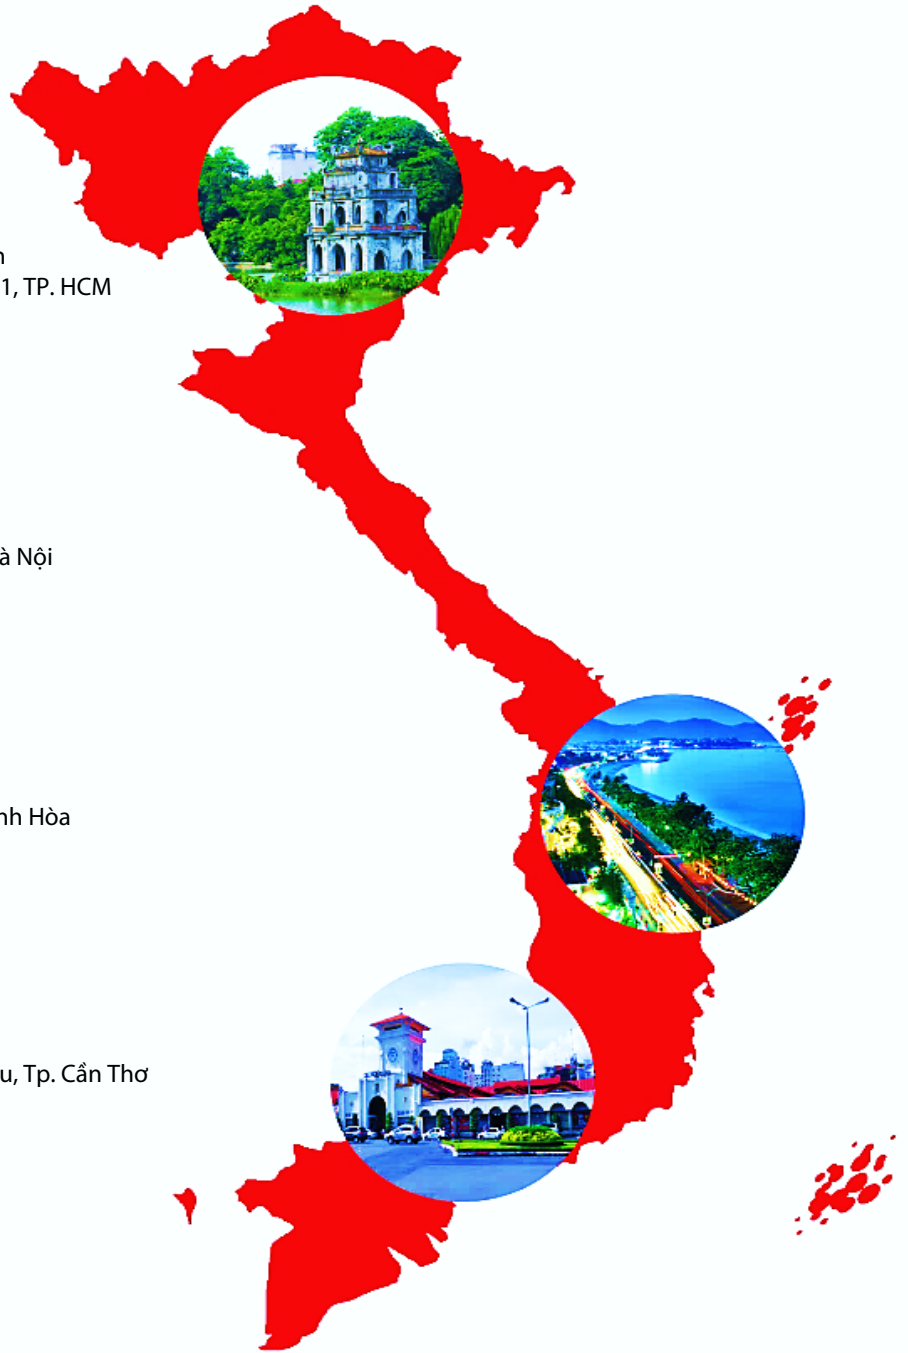 n
1, TP. HCM
à Nội
nh Hòa
u, Tp. Cần Thơ